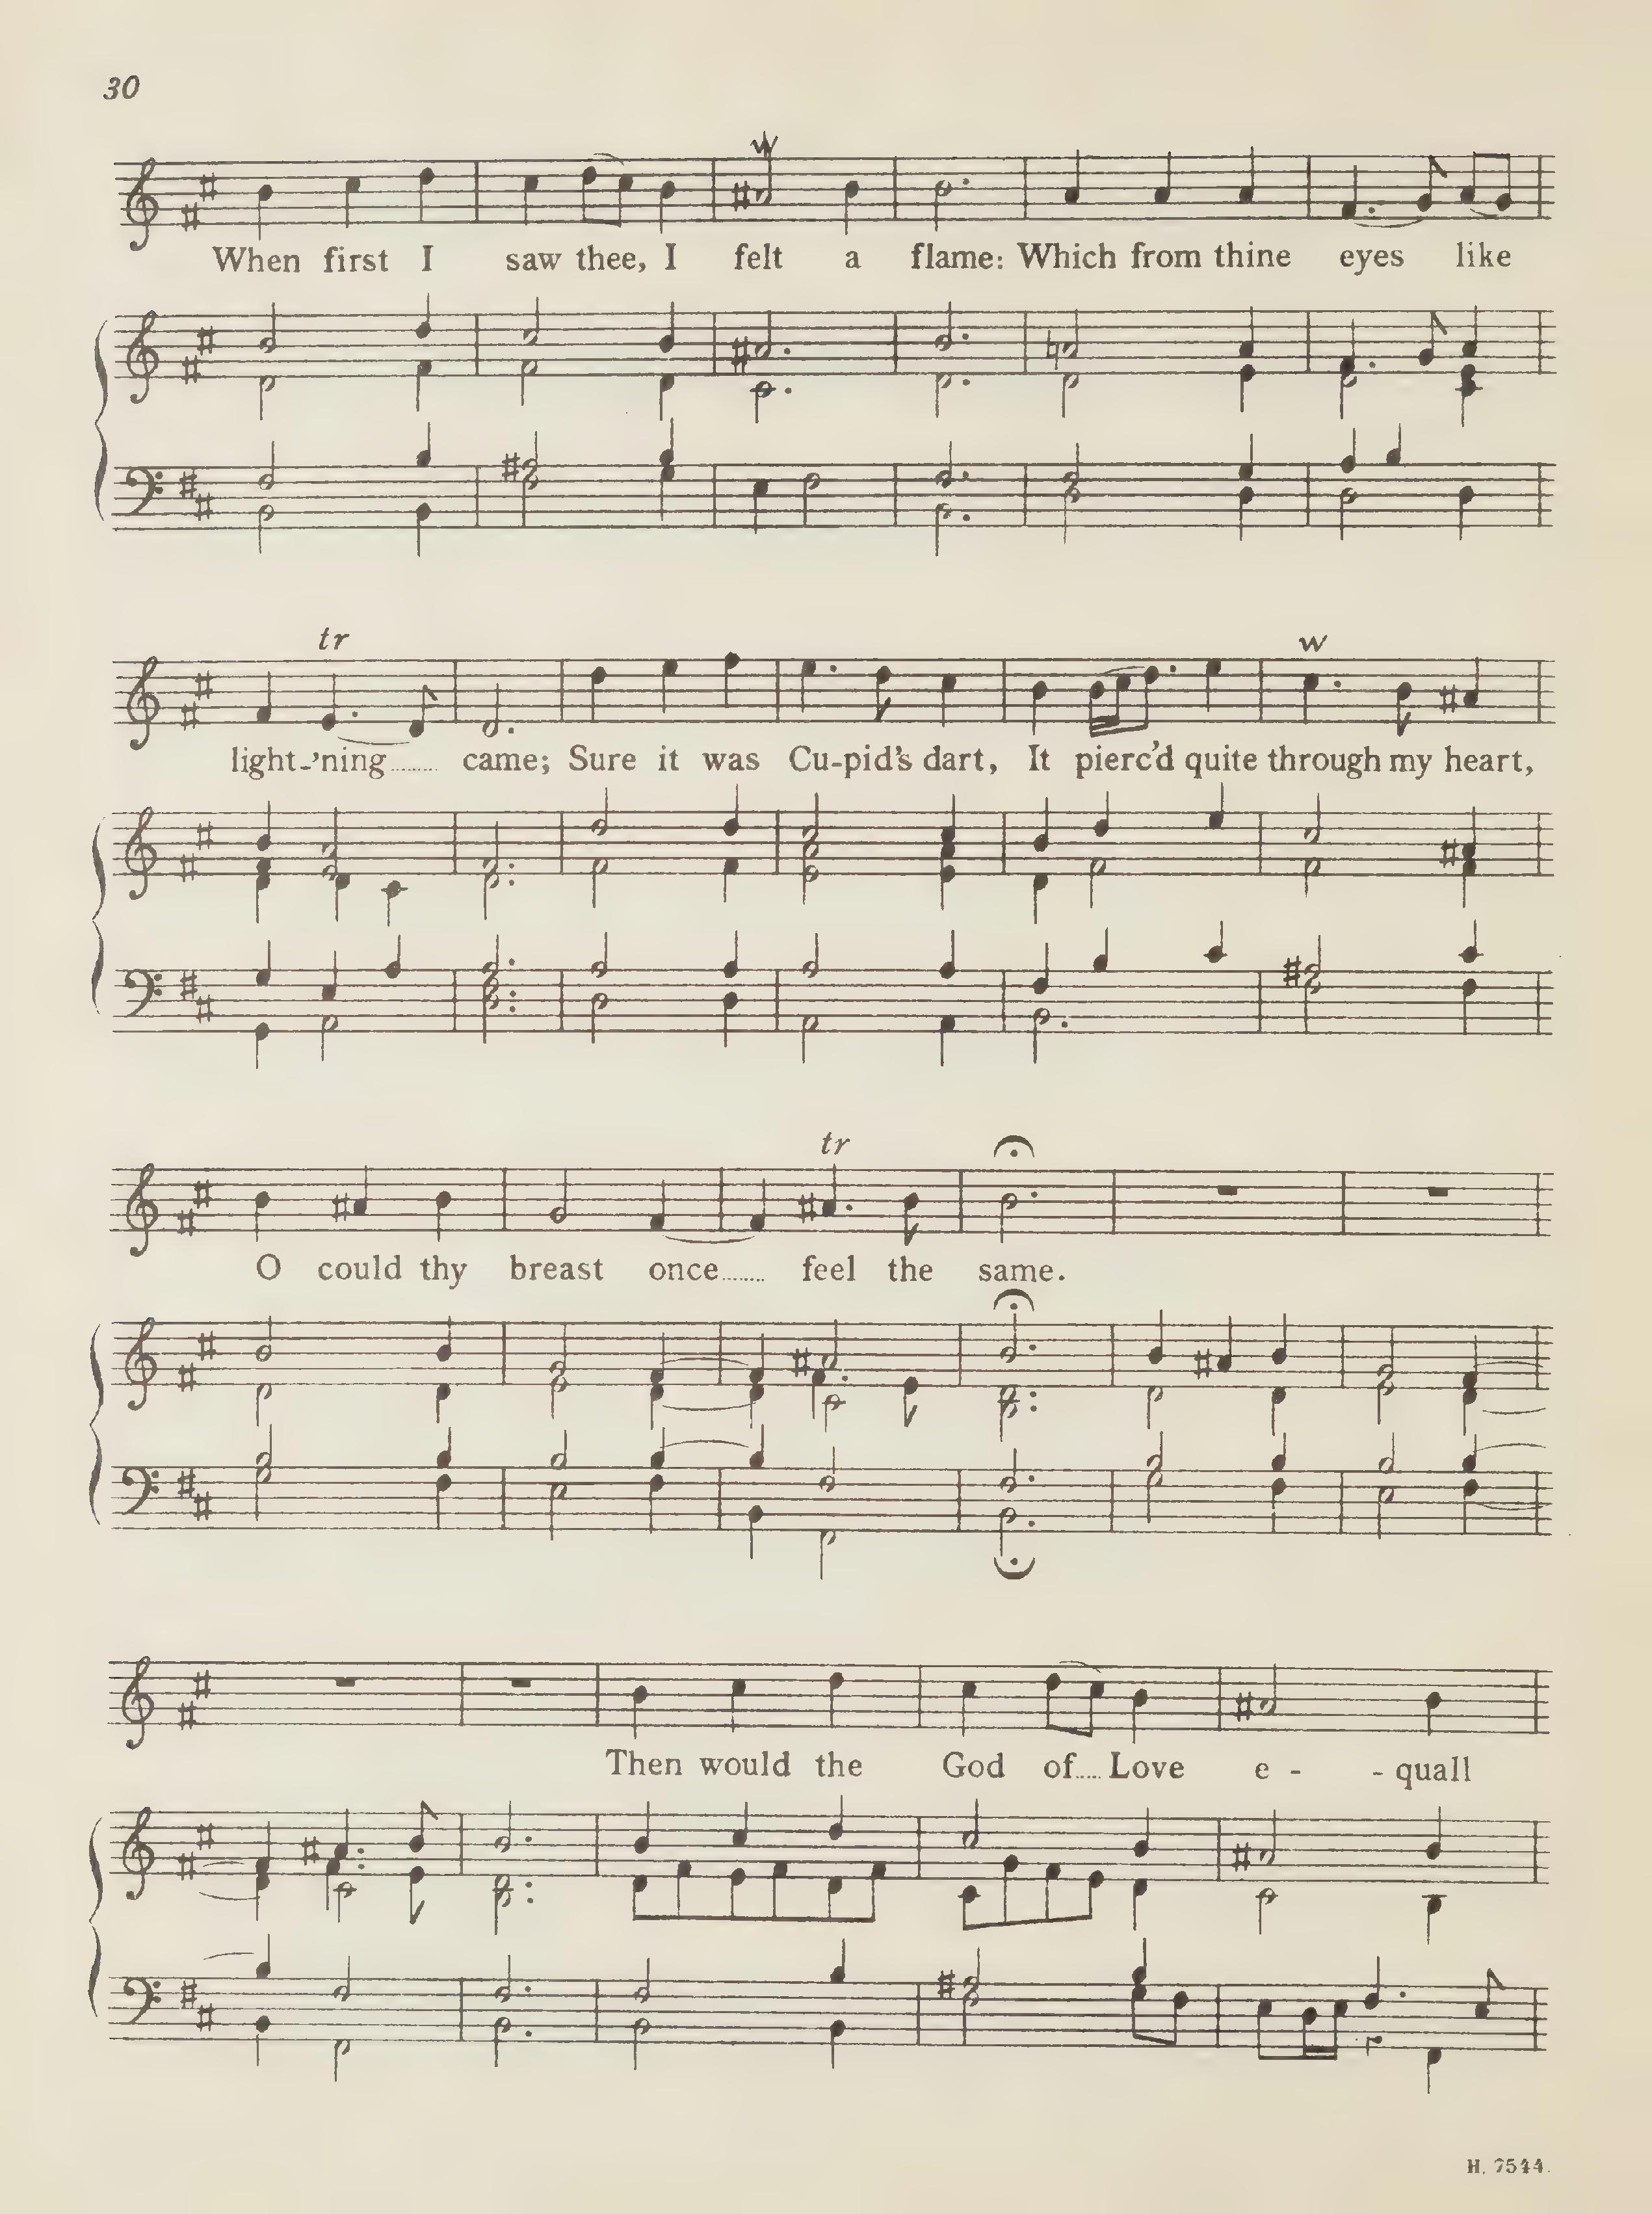 30
When first I saw thee, I felt a flame: Which from thine eyes like
tr
light-'ning........ came; Sure it was Cu-pid's dart, It pierc'd quite through my heart,
tr
O could thy breast once....... feel the same.
Then would the God of..... Love e - - quall
H. 7544.